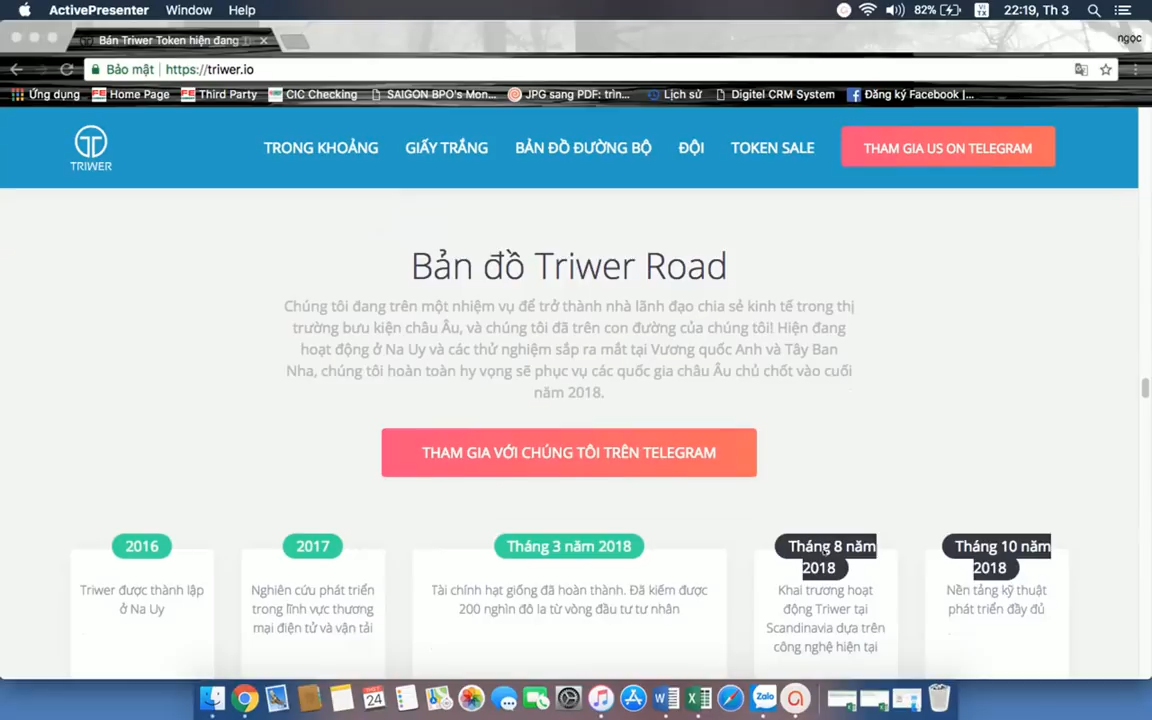 ActivePresenter Window Help 82% VI TX 22:19, Th 3
Bán Triwer Token hiện đang ngọc
Bảo mật https://triwer.io
Ứng dụng FE Home Page FE Third Party CIC Checking SAIGON BPO's Mon... JPG sang PDF: trìn... Lịch sử Digitel CRM System Đăng ký Facebook |...
TRIWER TRONG KHOẢNG GIẤY TRẮNG BẢN ĐỒ ĐƯỜNG BỘ ĐỘI TOKEN SALE THAM GIA US ON TELEGRAM
Bản đồ Triwer Road
Chúng tôi đang trên một nhiệm vụ để trở thành nhà lãnh đạo chia sẻ kinh tế trong thị
trường bưu kiện châu Âu, và chúng tôi đã trên con đường của chúng tôi! Hiện đang
hoạt động ở Na Uy và các thử nghiệm sắp ra mắt tại Vương quốc Anh và Tây Ban
Nha, chúng tôi hoàn toàn hy vọng sẽ phục vụ các quốc gia châu Âu chủ chốt vào cuối
năm 2018.
THAM GIA VỚI CHÚNG TÔI TRÊN TELEGRAM
2016
Triwer được thành lập
ở Na Uy
2017
Nghiên cứu phát triển
trong lĩnh vực thương
mại điện tử và vận tải
Tháng 3 năm 2018
Tài chính hạt giống đã hoàn thành. Đã kiếm được
200 nghìn đô la từ vòng đầu tư tư nhân
Tháng 8 năm
2018
Khai trương hoạt
động Triwer tại
Scandinavia dựa trên
công nghệ hiện tại
Tháng 10 năm
2018
Nền tảng kỹ thuật
phát triển đầy đủ
24 Zalo